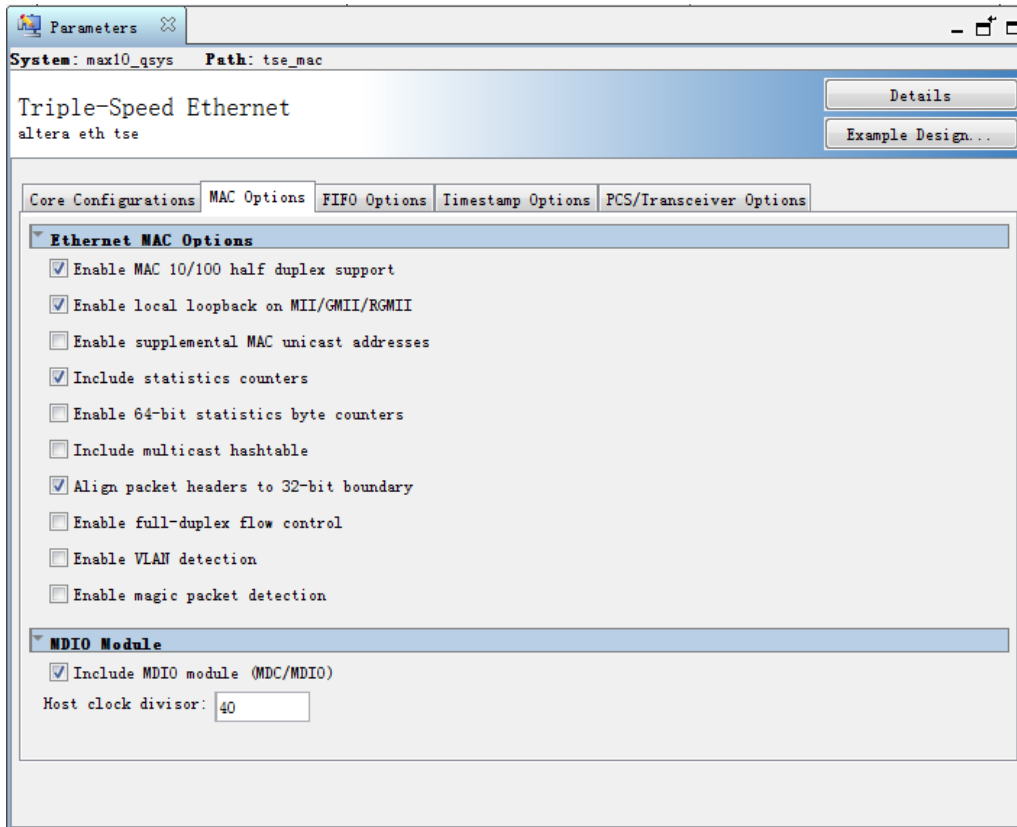 Parameters
System: max10_qsys Path: tse_mac
Triple-Speed Ethernet
altera eth tse
Details
Example Design...
Core Configurations MAC Options FIFO Options Timestamp Options PCS/Transceiver Options
Ethernet MAC Options
Enable MAC 10/100 half duplex support
Enable local loopback on MII/GMII/RGMII
Enable supplemental MAC unicast addresses
Include statistics counters
Enable 64-bit statistics byte counters
Include multicast hashtable
Align packet headers to 32-bit boundary
Enable full-duplex flow control
Enable VLAN detection
Enable magic packet detection
MDIO Module
Include MDIO module (MDC/MDIO)
Host clock divisor: 40